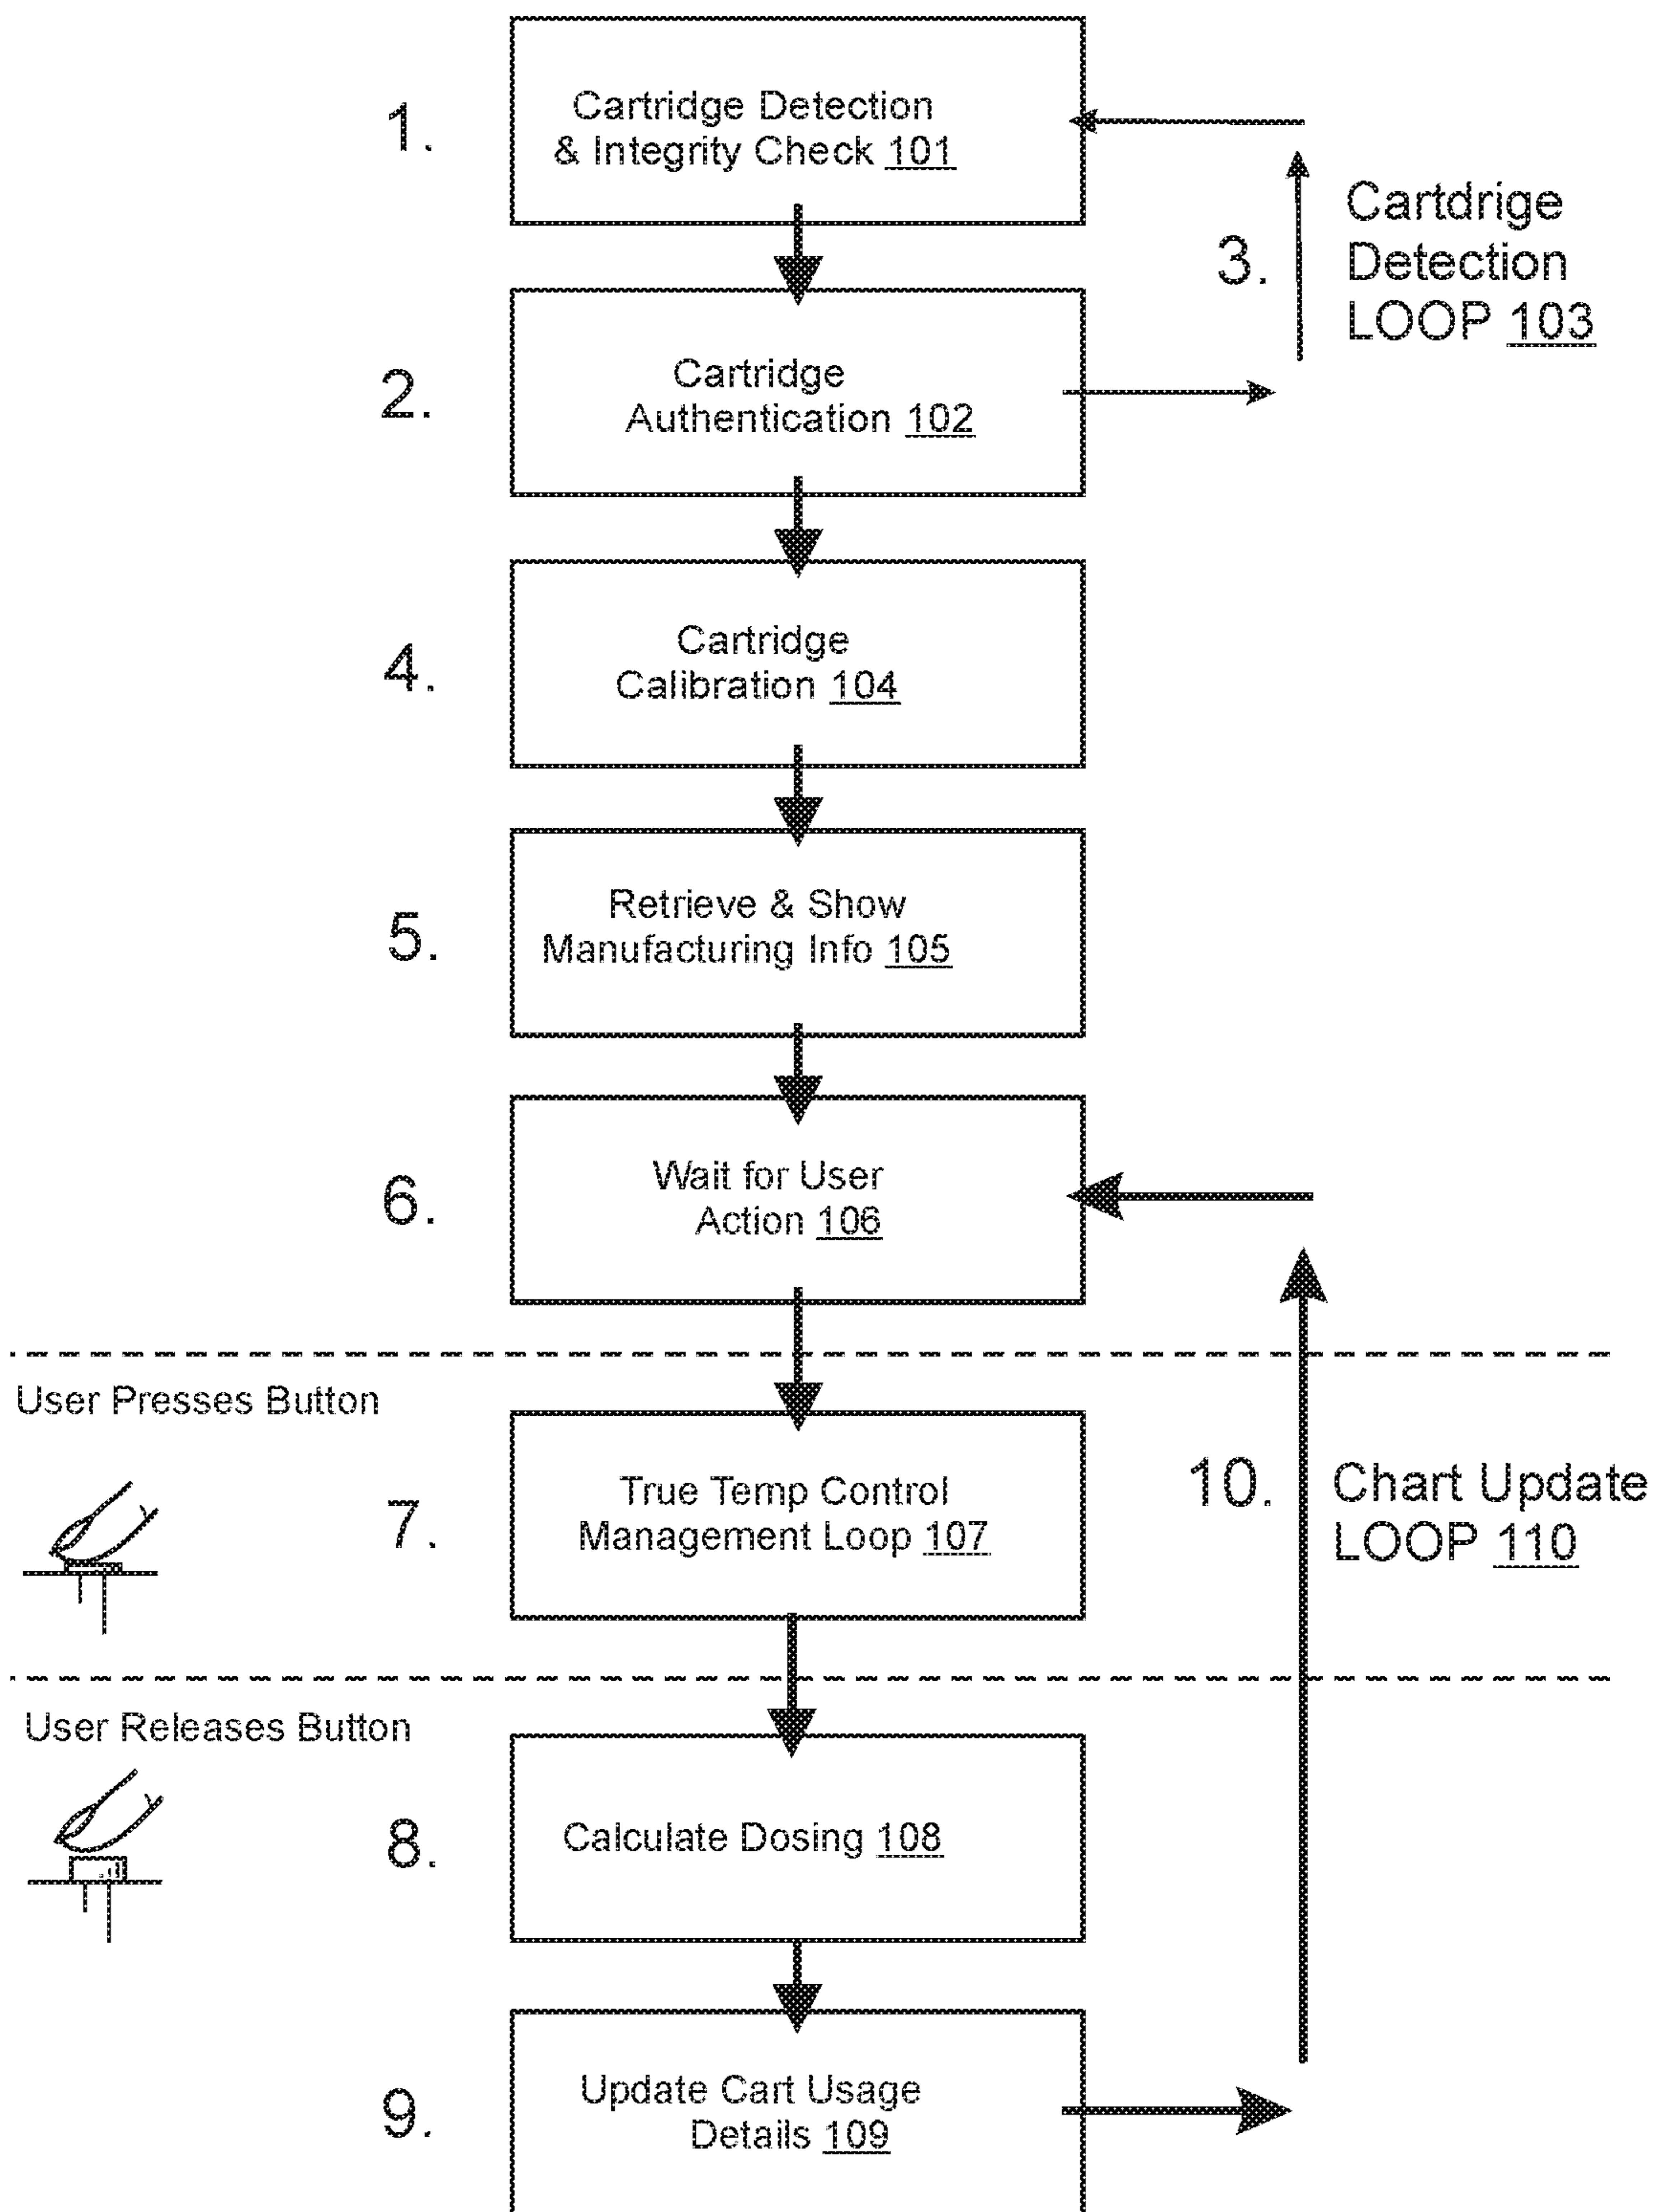 1.
Cartridge Detection
& Integrity Check 101
3.
Cartdrige
Detection
LOOP 103
2.
Cartridge
Authentication 102
4.
Cartridge
Calibration 104
5.
Retrieve & Show
Manufacturing Info 105
6.
Wait for User
Action 106
User Presses Button
7.
True Temp Control
Management Loop 107
10.
Chart Update
LOOP 110
User Releases Button
8.
Calculate Dosing 108
9.
Update Cart Usage
Details 109